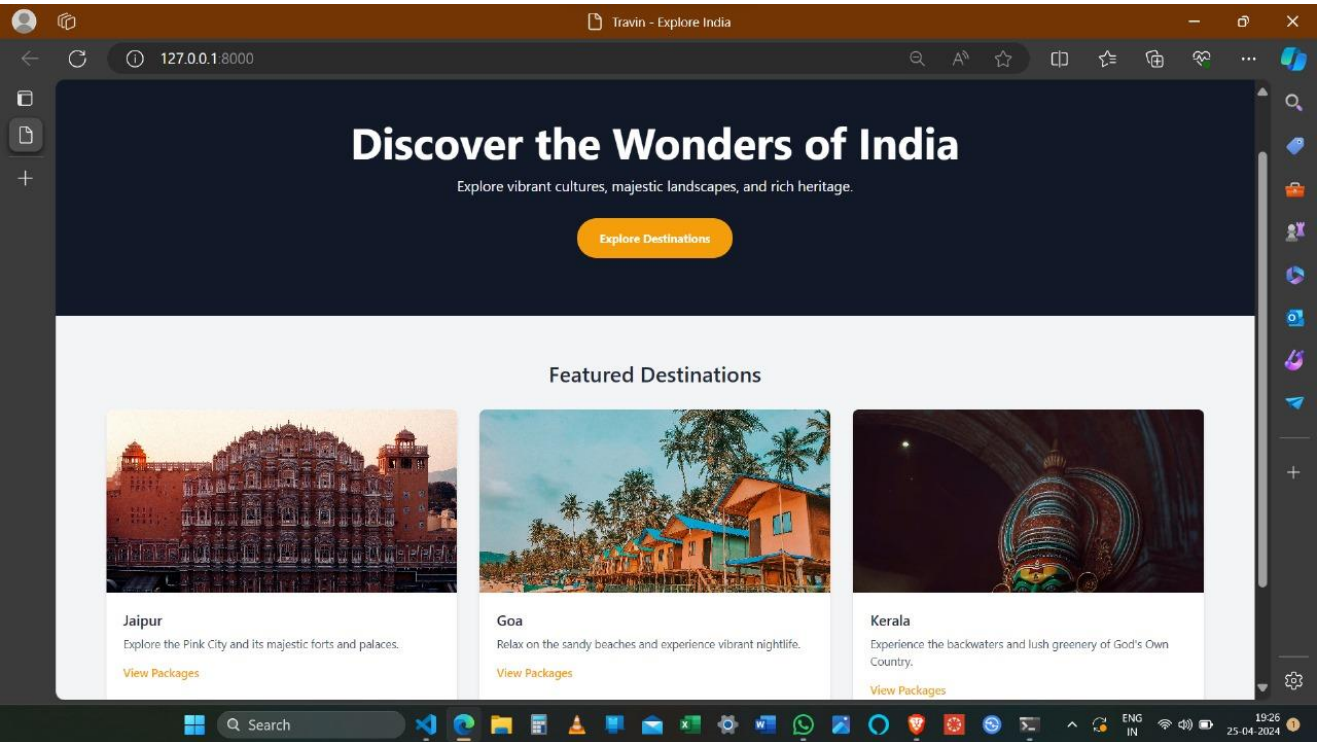 Travin - Explore India
127.0.0.1:8000
Discover the Wonders of India
Explore vibrant cultures, majestic landscapes, and rich heritage.
Explore Destinations
Featured Destinations
Jaipur
Explore the Pink City and its majestic forts and palaces.
View Packages
Goa
Relax on the sandy beaches and experience vibrant nightlife.
View Packages
Kerala
Experience the backwaters and lush greenery of God's Own
Country.
View Packages
Search
ENG
IN
19:26
25-04-2024
1